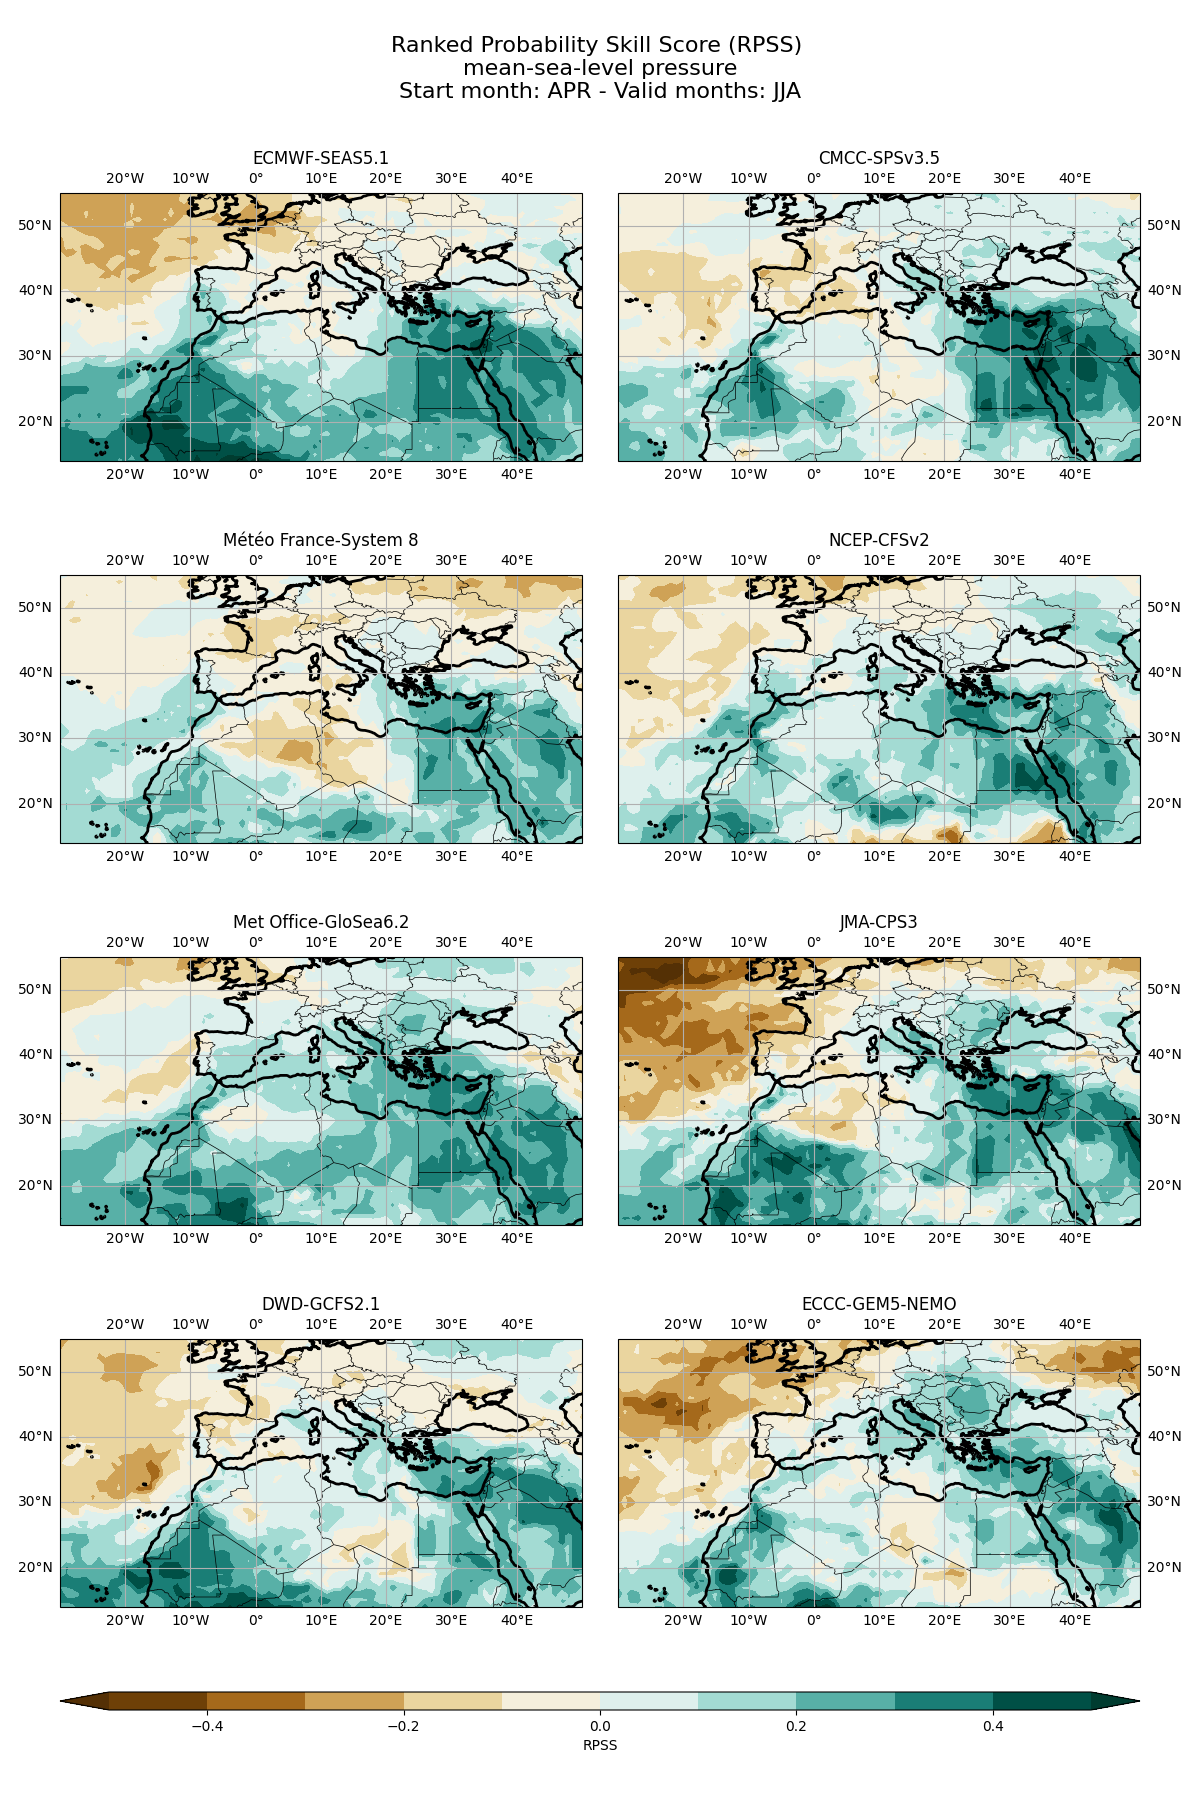 Ranked Probability Skill Score (RPSS)
mean-sea-level pressure
Start month: APR - Valid months: JJA
ECMWF-SEAS5.1
CMCC-SPSv3.5
20°W 10°W 0° 10°E 20°E 30°E 40°E
20°W 10°W 0° 10°E 20°E 30°E 40°E
50°N
50°N
40°N
40°N
30°N
30°N
20°N
20°N
20°W 10°W 0° 10°E 20°E 30°E 40°E
20°W 10°W 0° 10°E 20°E 30°E 40°E
Météo France-System 8
NCEP-CFSv2
20°W 10°W 0° 10°E 20°E 30°E 40°E
20°W 10°W 0° 10°E 20°E 30°E 40°E
50°N
50°N
40°N
40°N
30°N
30°N
20°N
20°N
20°W 10°W 0° 10°E 20°E 30°E 40°E
20°W 10°W 0° 10°E 20°E 30°E 40°E
Met Office-GloSea6.2
JMA-CPS3
20°W 10°W 0° 10°E 20°E 30°E 40°E
20°W 10°W 0° 10°E 20°E 30°E 40°E
50°N
50°N
40°N
40°N
30°N
30°N
20°N
20°N
20°W 10°W 0° 10°E 20°E 30°E 40°E
20°W 10°W 0° 10°E 20°E 30°E 40°E
DWD-GCFS2.1
ECCC-GEM5-NEMO
20°W 10°W 0° 10°E 20°E 30°E 40°E
20°W 10°W 0° 10°E 20°E 30°E 40°E
50°N
50°N
40°N
40°N
30°N
30°N
20°N
20°N
20°W 10°W 0° 10°E 20°E 30°E 40°E
20°W 10°W 0° 10°E 20°E 30°E 40°E
−0.4 −0.2 0.0 0.2 0.4
RPSS